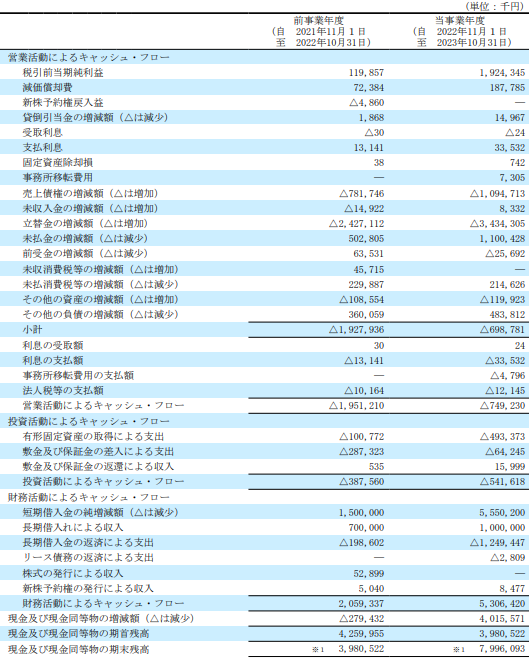 （単位：千円）
前事業年度 当事業年度
（自 2021年11月１日 （自 2022年11月１日
至 2022年10月31日） 至 2023年10月31日）
営業活動によるキャッシュ・フロー
税引前当期純利益 119,857 1,924,345
減価償却費 72,384 187,785
新株予約権戻入益 △4,860 ―
貸倒引当金の増減額（△は減少） 1,868 14,967
受取利息 △30 △24
支払利息 13,141 33,532
固定資産除却損 38 742
事務所移転費用 ― 7,305
売上債権の増減額（△は増加） △781,746 △1,094,713
未収入金の増減額（△は増加） △14,922 8,332
立替金の増減額（△は増加） △2,427,112 △3,434,305
未払金の増減額（△は減少） 502,805 1,100,428
前受金の増減額（△は減少） 63,531 △25,692
未収消費税等の増減額（△は増加） 45,715 ―
未払消費税等の増減額（△は減少） 229,887 214,626
その他の資産の増減額（△は増加） △108,554 △119,923
その他の負債の増減額（△は減少） 360,059 483,812
小計 △1,927,936 △698,781
利息の受取額 30 24
利息の支払額 △13,141 △33,532
事務所移転費用の支払額 ― △4,796
法人税等の支払額 △10,164 △12,145
営業活動によるキャッシュ・フロー △1,951,210 △749,230
投資活動によるキャッシュ・フロー
有形固定資産の取得による支出 △100,772 △493,373
敷金及び保証金の差入による支出 △287,323 △64,245
敷金及び保証金の返還による収入 535 15,999
投資活動によるキャッシュ・フロー △387,560 △541,618
財務活動によるキャッシュ・フロー
短期借入金の純増減額（△は減少） 1,500,000 5,550,200
長期借入れによる収入 700,000 1,000,000
長期借入金の返済による支出 △198,602 △1,249,447
リース債務の返済による支出 ― △2,809
株式の発行による収入 52,899 ―
新株予約権の発行による収入 5,040 8,477
財務活動によるキャッシュ・フロー 2,059,337 5,306,420
現金及び現金同等物の増減額（△は減少） △279,432 4,015,571
現金及び現金同等物の期首残高 4,259,955 3,980,522
現金及び現金同等物の期末残高 ※1 3,980,522 ※1 7,996,093